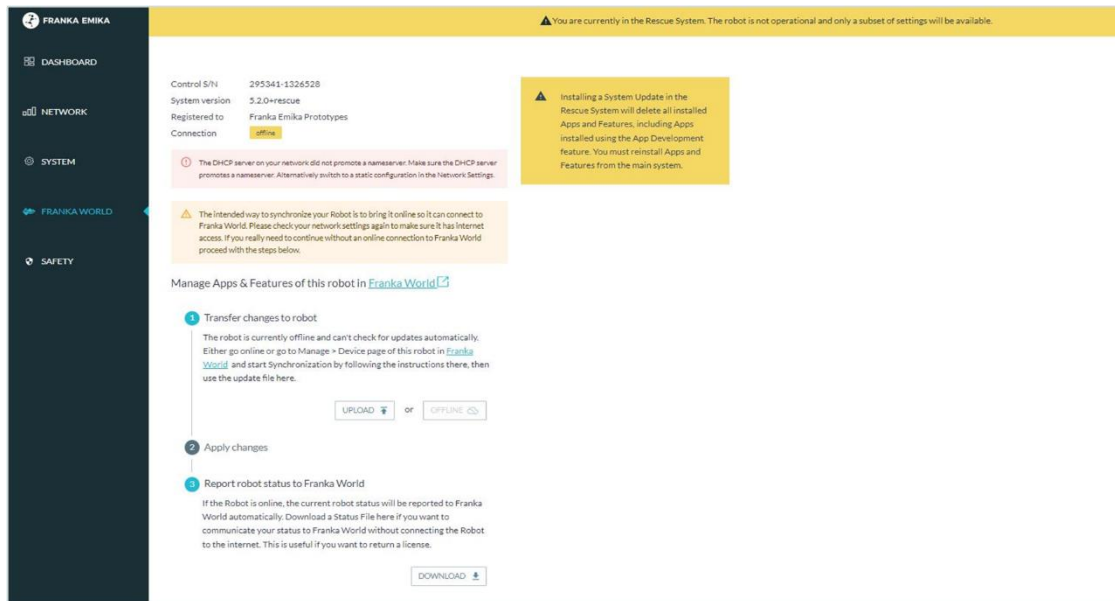 FRANKA EMIKA
You are currently in the Rescue System. The robot is not operational and only a subset of settings will be available.
DASHBOARD
NETWORK
SYSTEM
FRANKA WORLD
SAFETY
Control S/N 295341-1326528
System version 5.2.0+rescue
Registered to Franka Emika Prototypes
Connection offline
The DHCP server on your network did not promote a nameserver. Make sure the DHCP server
promotes a nameserver. Alternatively switch to a static configuration in the Network Settings.
The intended way to synchronize your Robot is to bring it online so it can connect to
Franka World. Please check your network settings again to make sure it has internet
access. If you really need to continue without an online connection to Franka World
proceed with the steps below.
Installing a System Update in the
Rescue System will delete all installed
Apps and Features, including Apps
installed using the App Development
feature. You must reinstall Apps and
Features from the main system.
Manage Apps & Features of this robot in Franka World
1 Transfer changes to robot
The robot is currently offline and can't check for updates automatically.
Either go online or go to Manage > Device page of this robot in Franka
World and start Synchronization by following the instructions there, then
use the update file here.
UPLOAD or OFFLINE
2 Apply changes
3 Report robot status to Franka World
If the Robot is online, the current robot status will be reported to Franka
World automatically. Download a Status File here if you want to
communicate your status to Franka World without connecting the Robot
to the internet. This is useful if you want to return a license.
DOWNLOAD